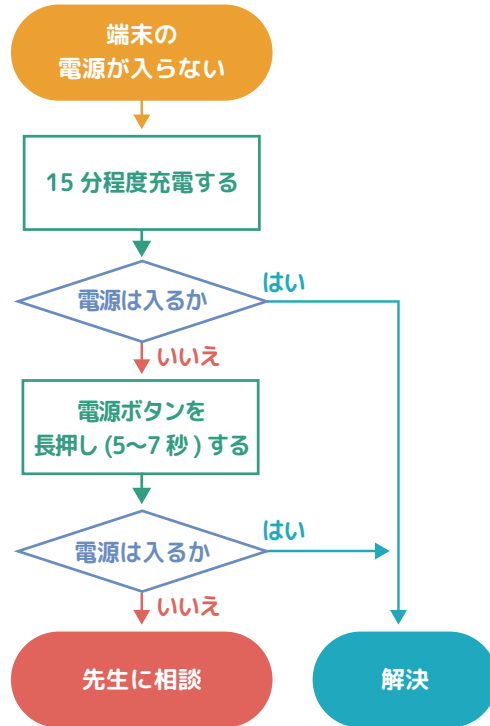 端末の
電源が入らない
15 分程度充電する
電源は入るか
はい
いいえ
電源ボタンを
長押し (5〜7 秒 ) する
電源は入るか
はい
いいえ
先生に相談
解決